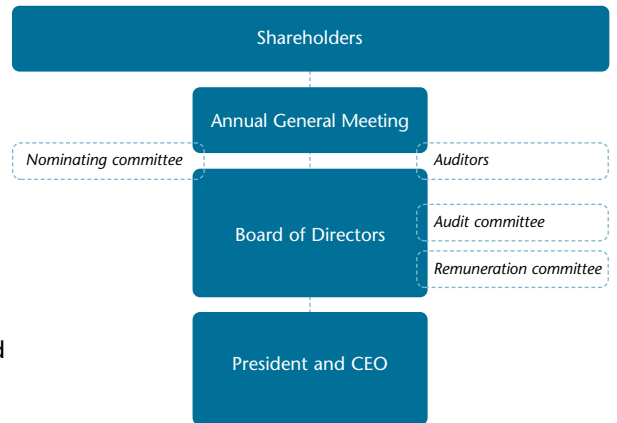 Shareholders
Annual General Meeting
Nominating committee
Auditors
Board of Directors
Audit committee
Remuneration committee
President and CEO